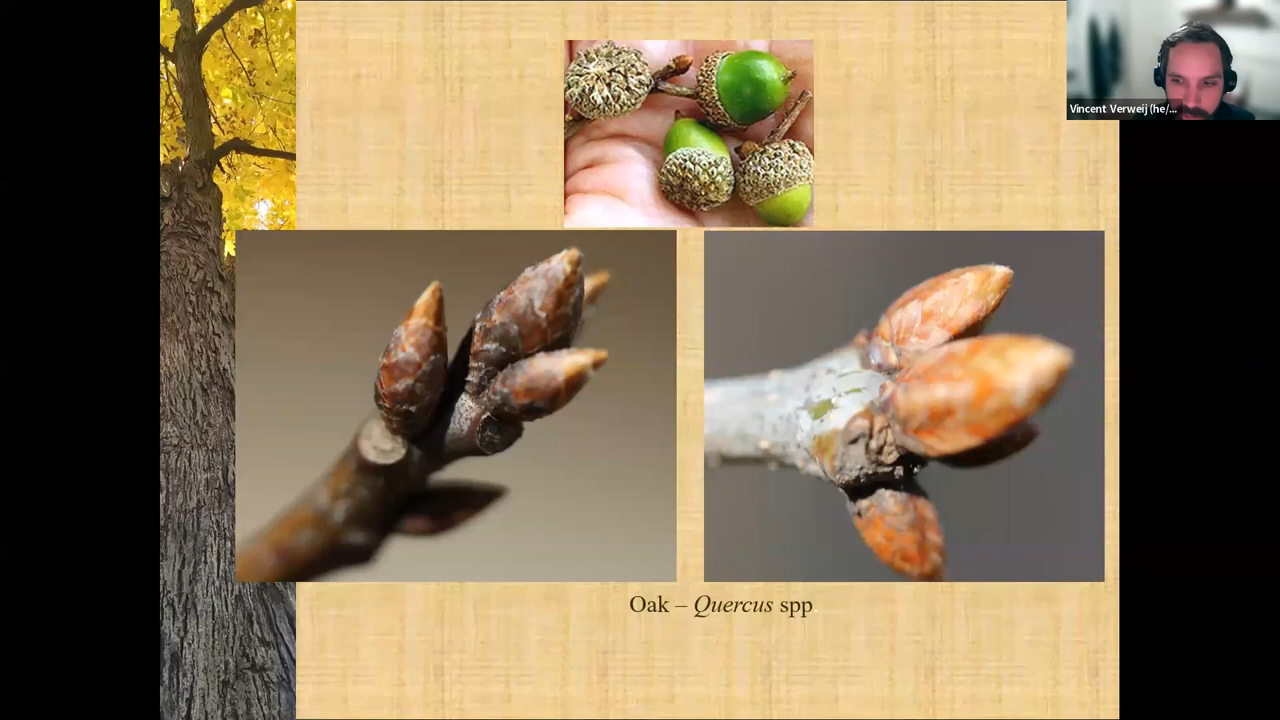 Vincent Verweij (he/...
Oak – Quercus spp.